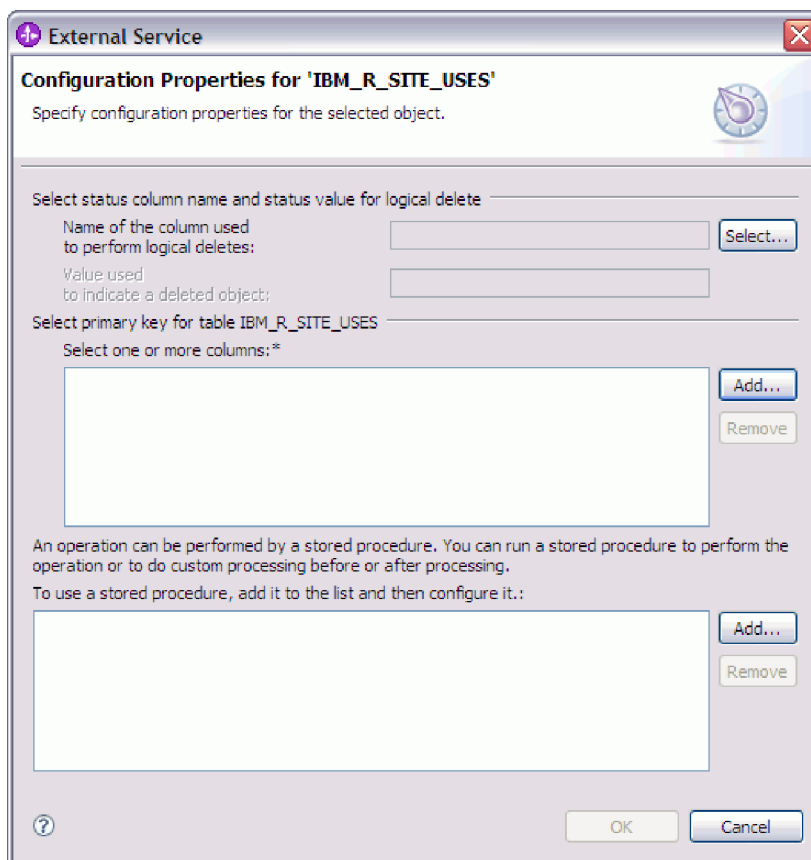 External Service
Configuration Properties for 'IBM_R_SITE_USES'
Specify configuration properties for the selected object.
Select status column name and status value for logical delete
Name of the column used
to perform logical deletes:
Select...
Value used
to indicate a deleted object:
Select primary key for table IBM_R_SITE_USES
Select one or more columns:*
Add...
Remove
An operation can be performed by a stored procedure. You can run a stored procedure to perform the
operation or to do custom processing before or after processing.
To use a stored procedure, add it to the list and then configure it.:
Add...
Remove
?
OK
Cancel